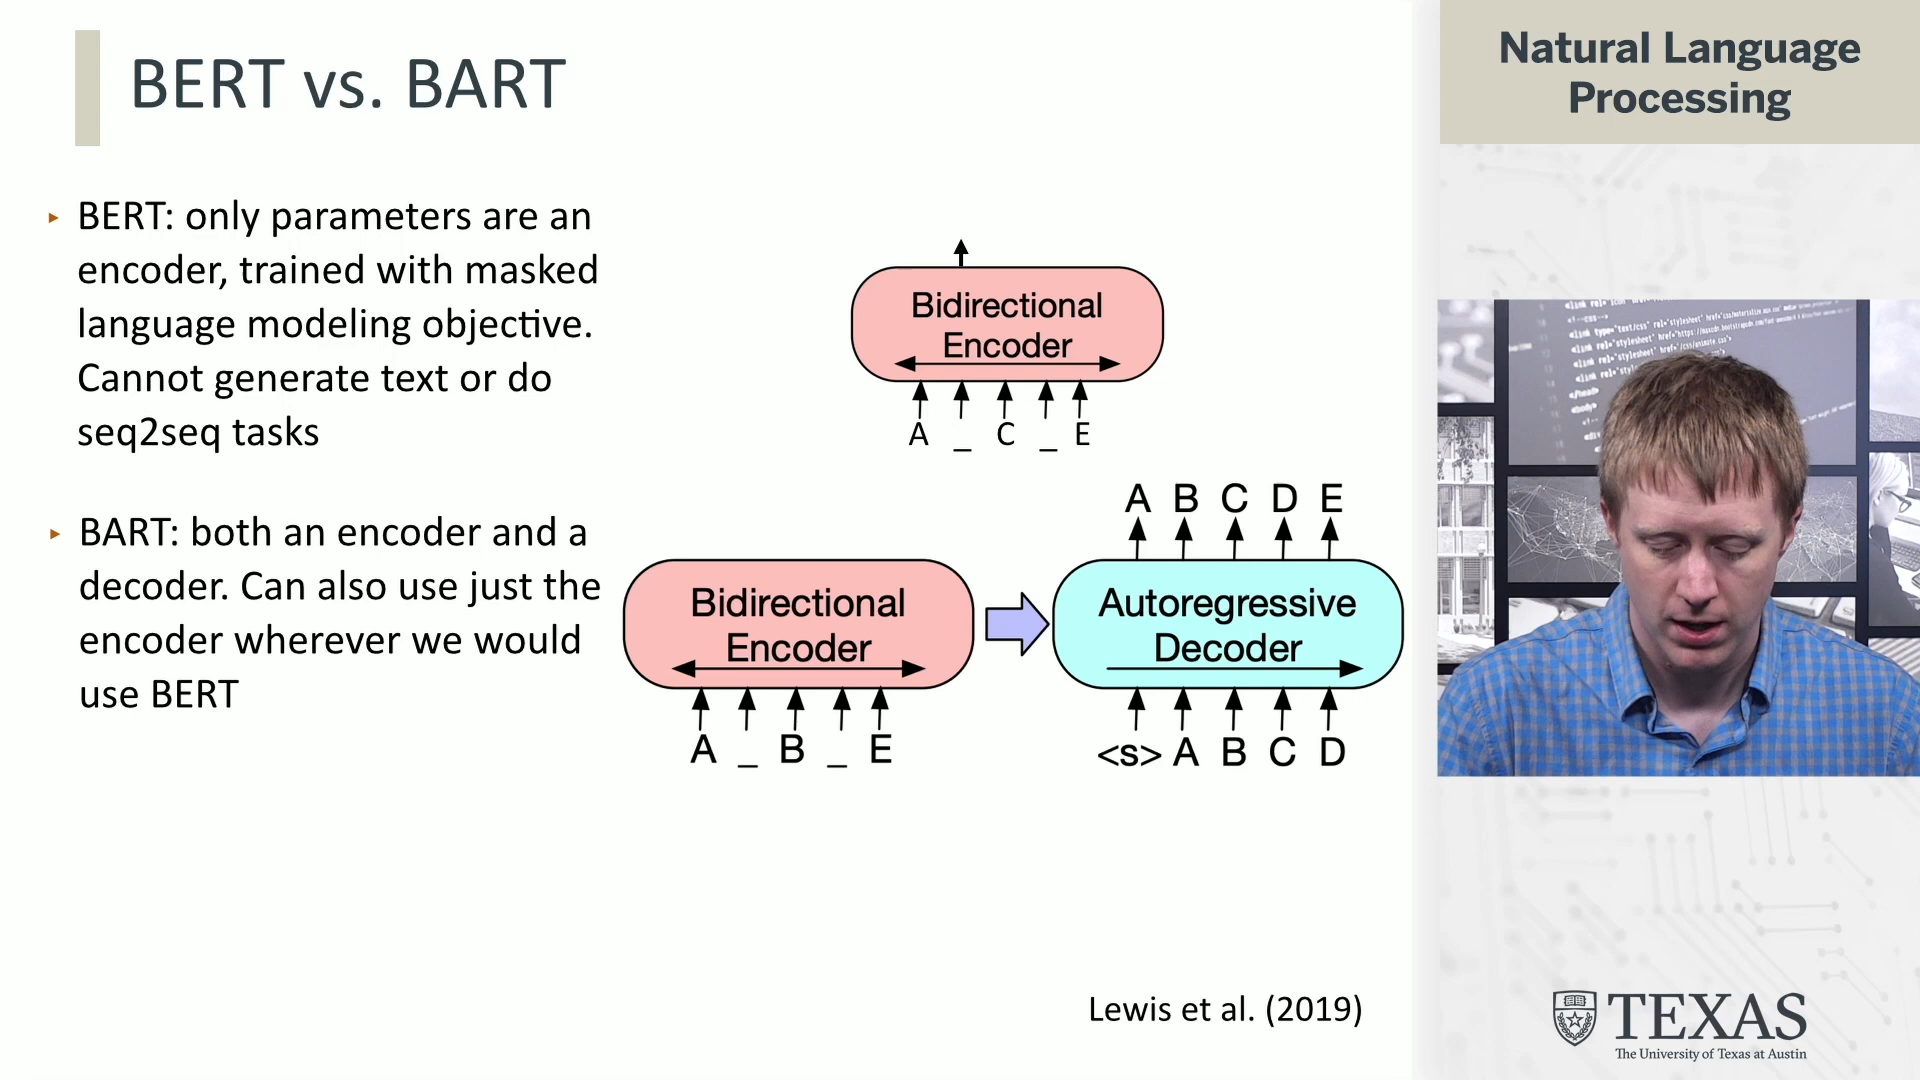 BERT vs. BART
Natural Language
Processing
▸ BERT: only parameters are an
encoder, trained with masked
language modeling objective.
Cannot generate text or do
seq2seq tasks
Bidirectional
Encoder
A _ C _ E
▸ BART: both an encoder and a
decoder. Can also use just the
encoder wherever we would
use BERT
Bidirectional
Encoder
A _ B _ E
A B C D E
Autoregressive
Decoder
<s> A B C D
Lewis et al. (2019)
TEXAS
The University of Texas at Austin